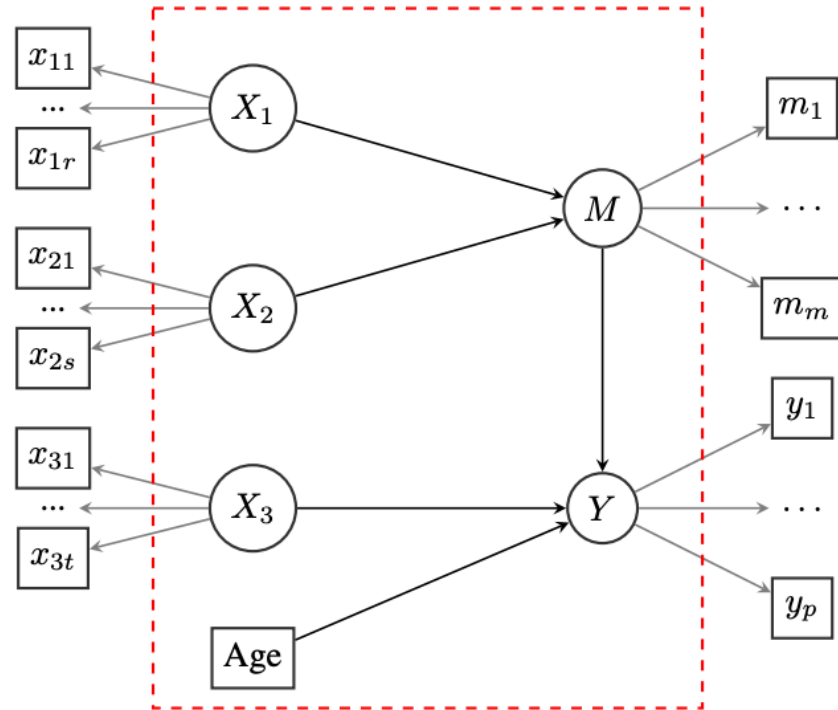 x₁₁
...
x₁ᵣ
X₁
x₂₁
...
x₂ₛ
X₂
x₃₁
...
x₃ₜ
X₃
Age
M
m₁
...
mₘ
Y
y₁
...
yₚ